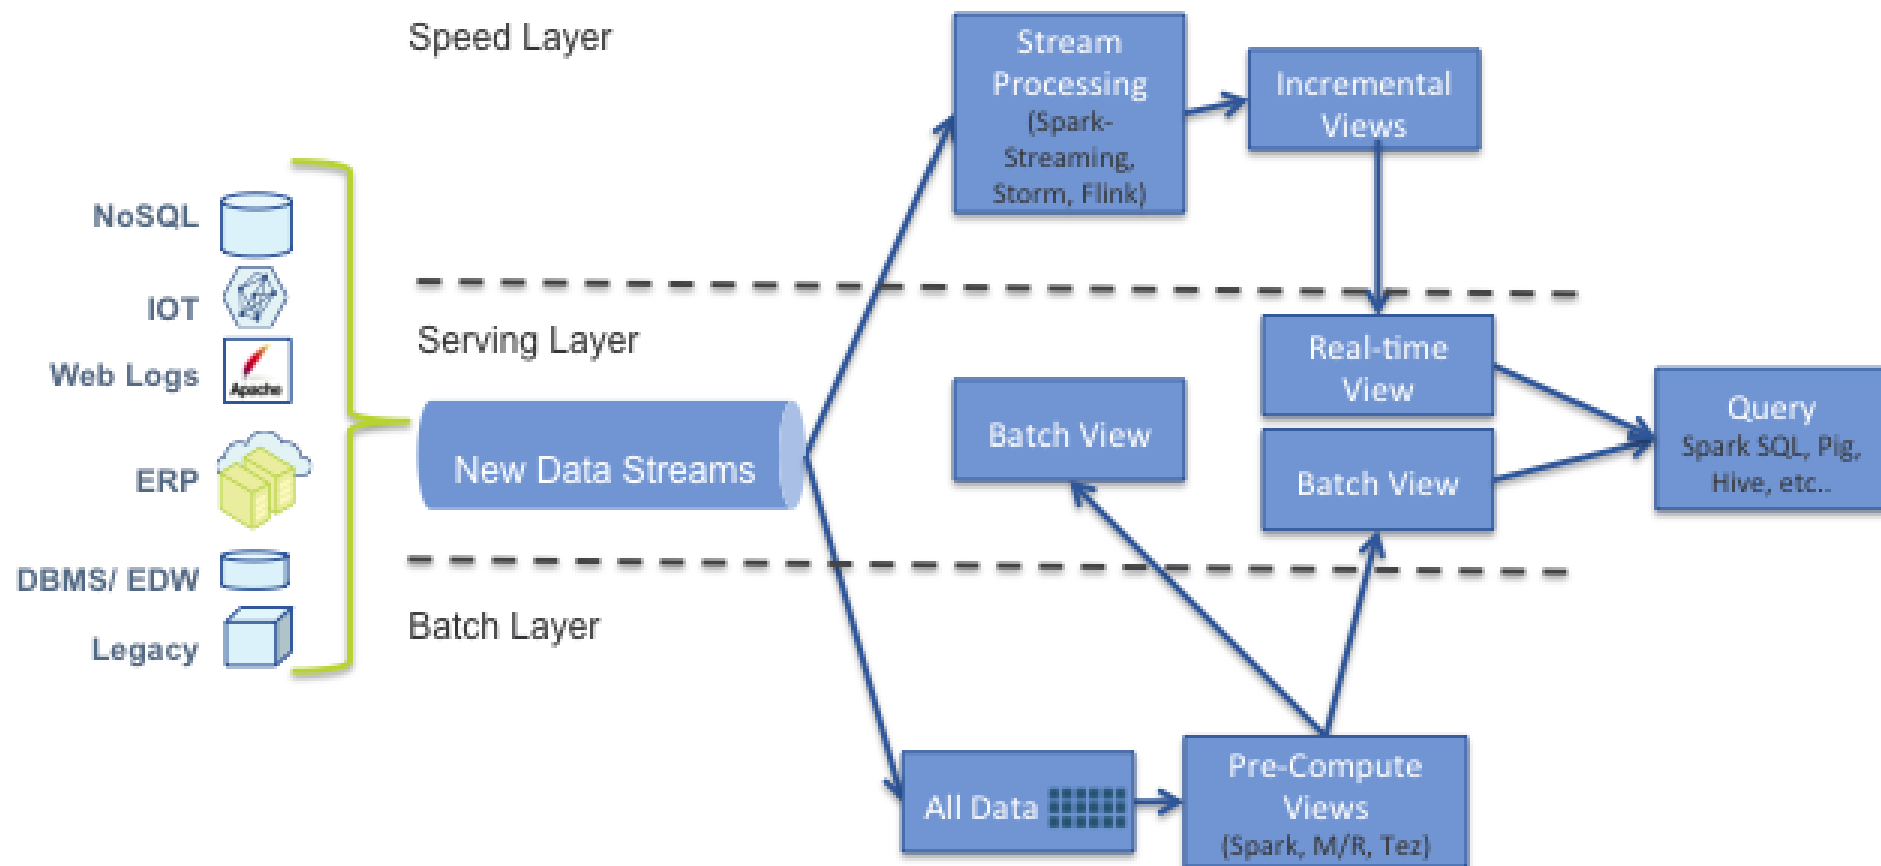 Speed Layer
Stream
Processing
(Spark-
Streaming,
Storm, Flink)
Incremental
Views
NoSQL
IOT
Web Logs
Apache
ERP
DBMS/ EDW
Legacy
Serving Layer
New Data Streams
Batch View
Real-time
View
Batch View
Query
Spark SQL, Pig,
Hive, etc..
Batch Layer
All Data
Pre-Compute
Views
(Spark, M/R, Tez)